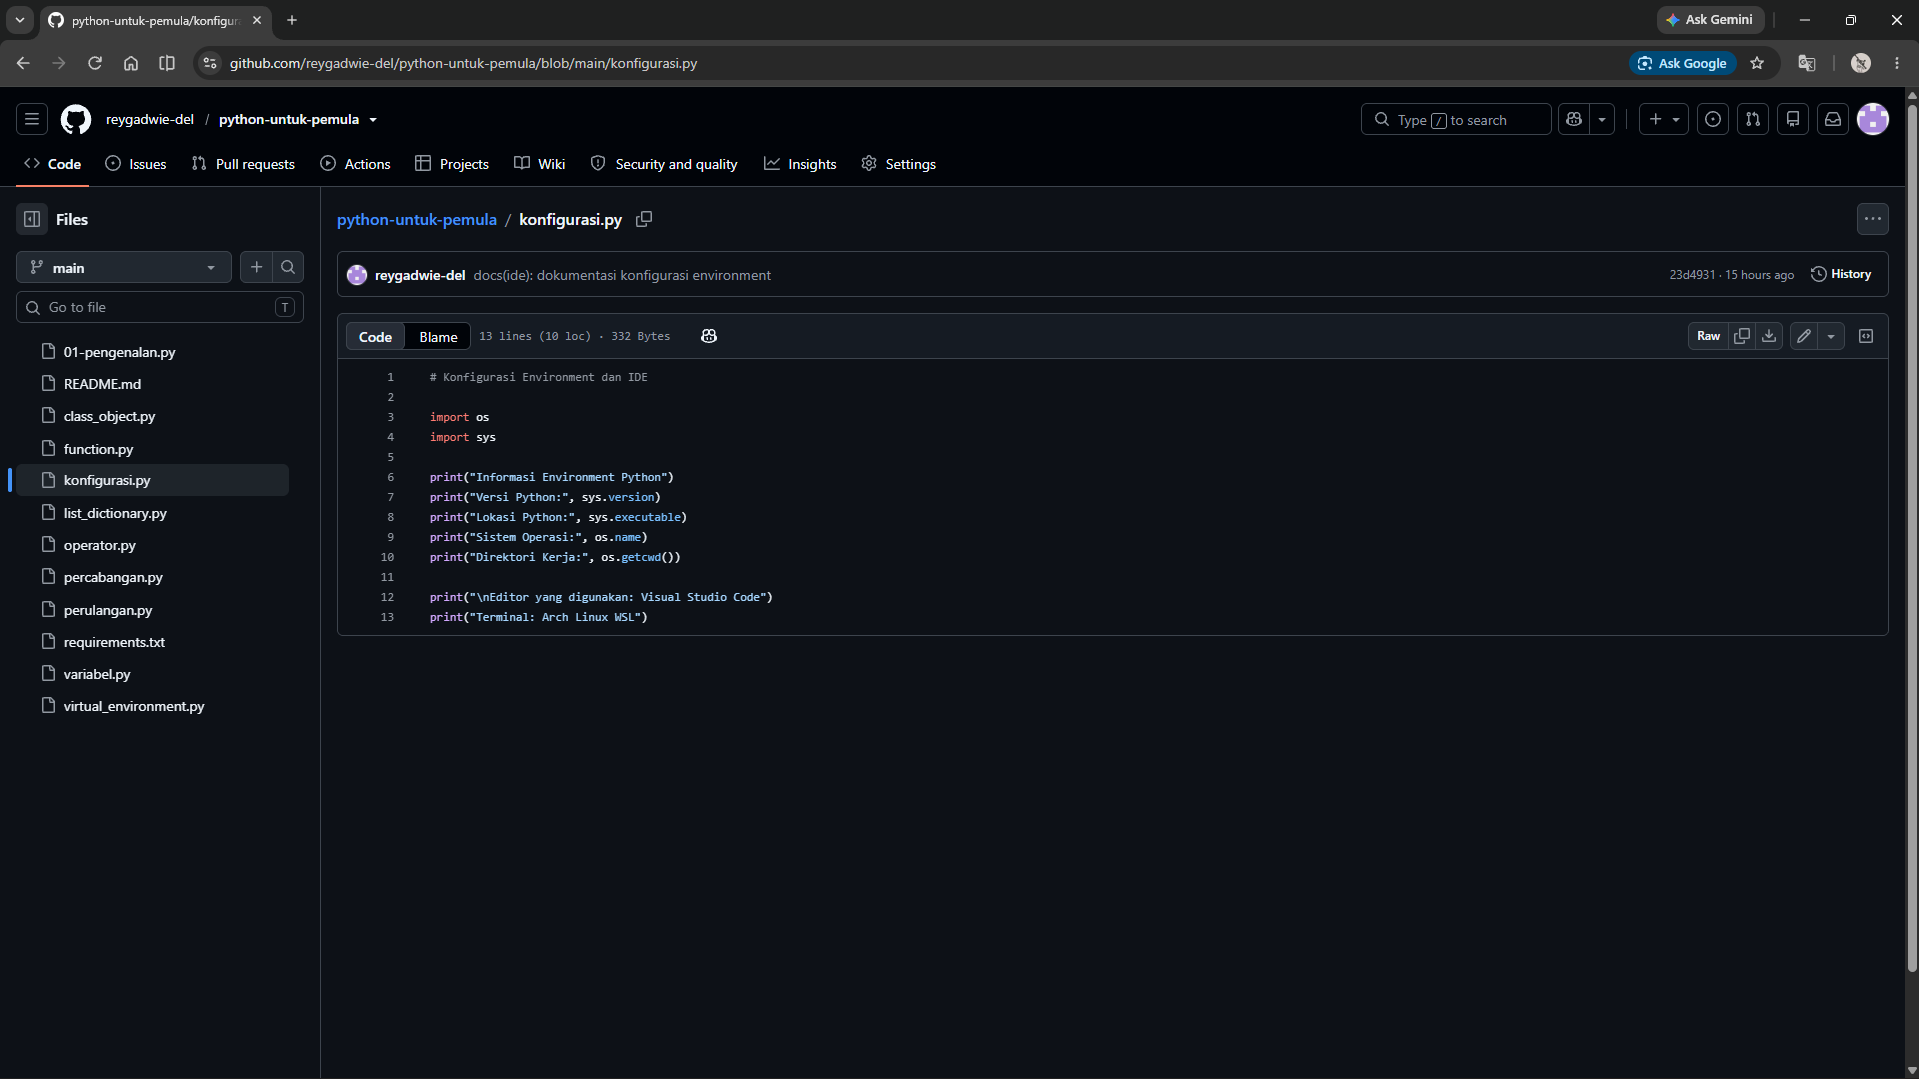 python-untuk-pemula/konfigura
Ask Gemini
github.com/reygadwie-del/python-untuk-pemula/blob/main/konfigurasi.py
Ask Google
reygadwie-del / python-untuk-pemula
Type / to search
Code
Issues
Pull requests
Actions
Projects
Wiki
Security and quality
Insights
Settings
Files
main
Go to file
T
01-pengenalan.py
README.md
class_object.py
function.py
konfigurasi.py
list_dictionary.py
operator.py
percabangan.py
perulangan.py
requirements.txt
variabel.py
virtual_environment.py
python-untuk-pemula / konfigurasi.py
reygadwie-del docs(ide): dokumentasi konfigurasi environment
23d4931 · 15 hours ago
History
Code
Blame
13 lines (10 loc) · 332 Bytes
Raw
1 # Konfigurasi Environment dan IDE
2
3 import os
4 import sys
5
6 print("Informasi Environment Python")
7 print("Versi Python:", sys.version)
8 print("Lokasi Python:", sys.executable)
9 print("Sistem Operasi:", os.name)
10 print("Direktori Kerja:", os.getcwd())
11
12 print("\nEditor yang digunakan: Visual Studio Code")
13 print("Terminal: Arch Linux WSL")